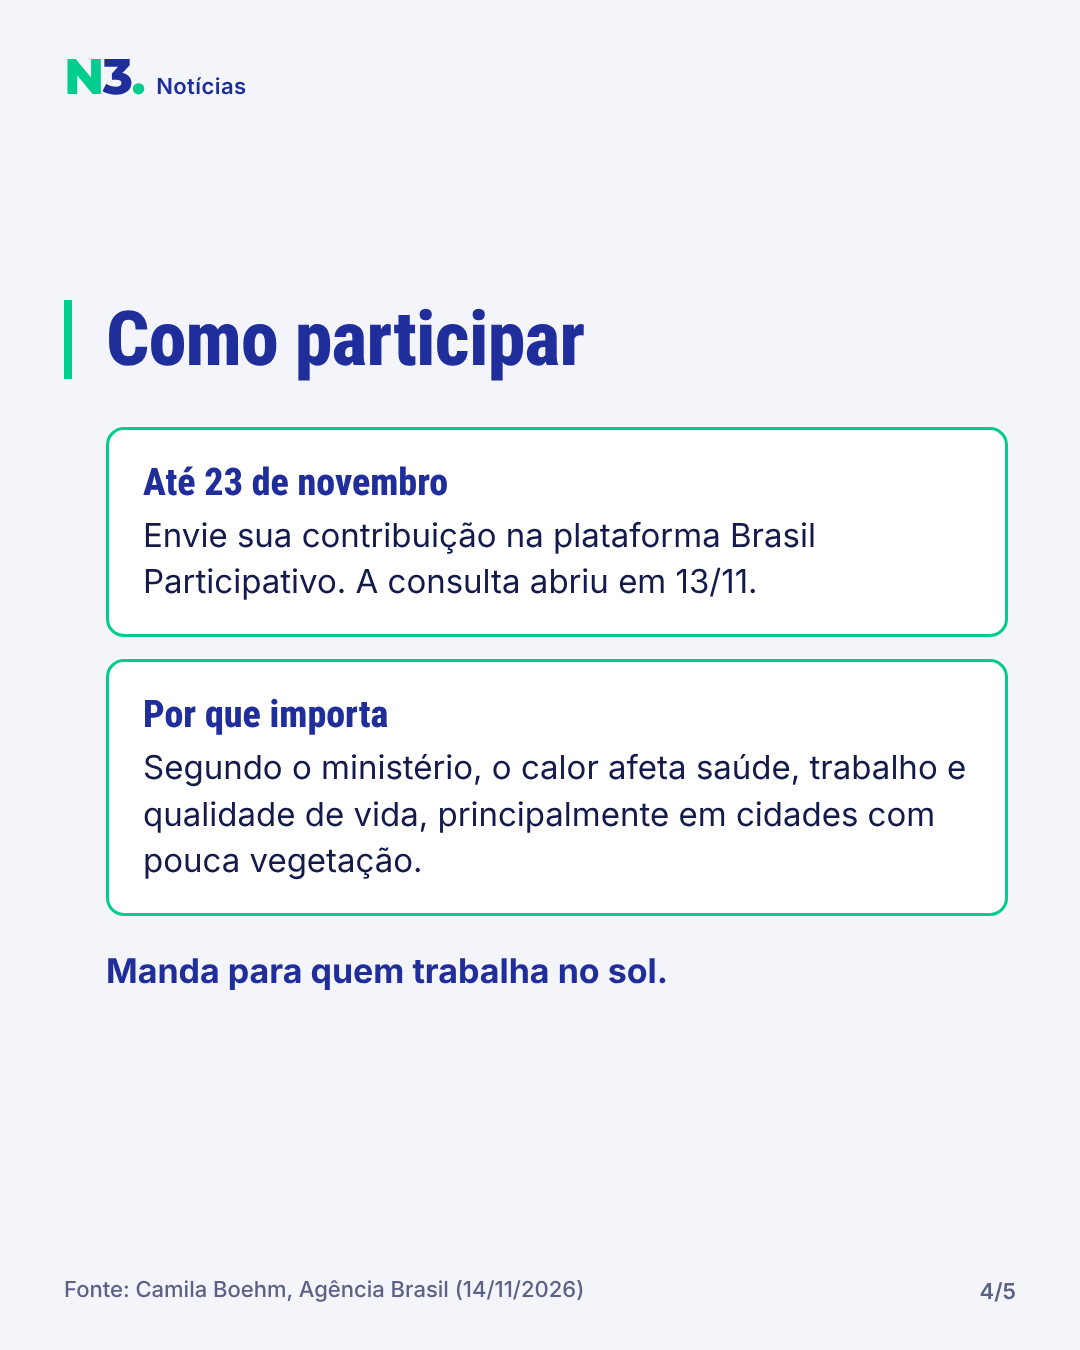 N3. Notícias
Como participar
Até 23 de novembro
Envie sua contribuição na plataforma Brasil
Participativo. A consulta abriu em 13/11.
Por que importa
Segundo o ministério, o calor afeta saúde, trabalho e
qualidade de vida, principalmente em cidades com
pouca vegetação.
Manda para quem trabalha no sol.
Fonte: Camila Boehm, Agência Brasil (14/11/2026)
4/5